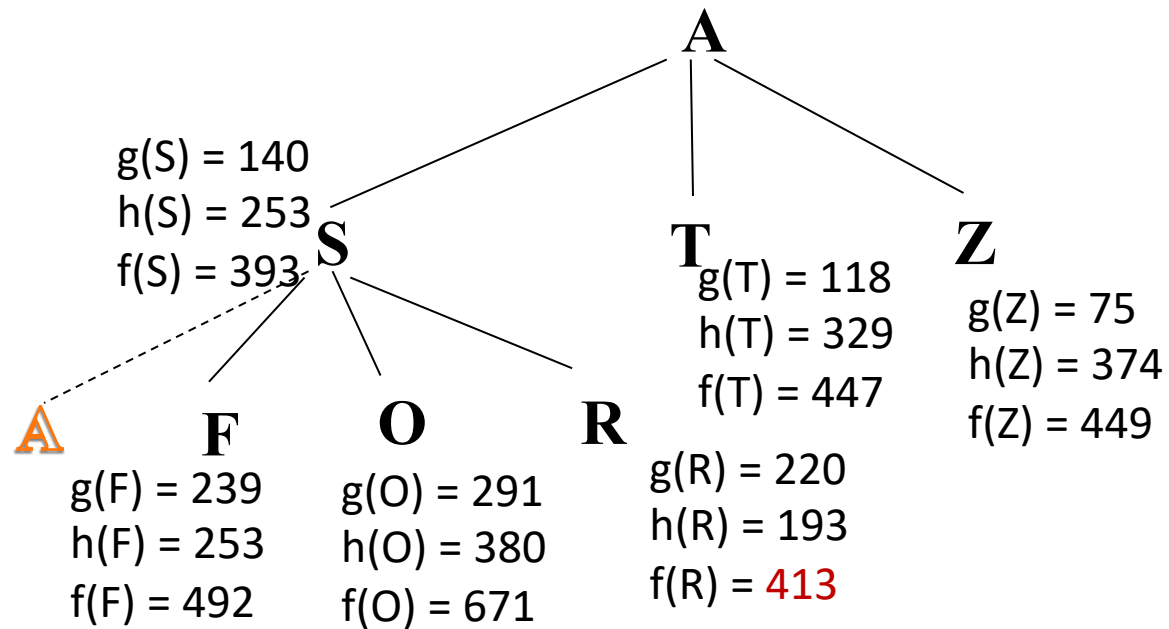 A
g(S) = 140
h(S) = 253
f(S) = 393
S
T
Z
g(T) = 118
h(T) = 329
f(T) = 447
g(Z) = 75
h(Z) = 374
f(Z) = 449
A
F
O
R
g(F) = 239
h(F) = 253
f(F) = 492
g(O) = 291
h(O) = 380
f(O) = 671
g(R) = 220
h(R) = 193
f(R) = 413